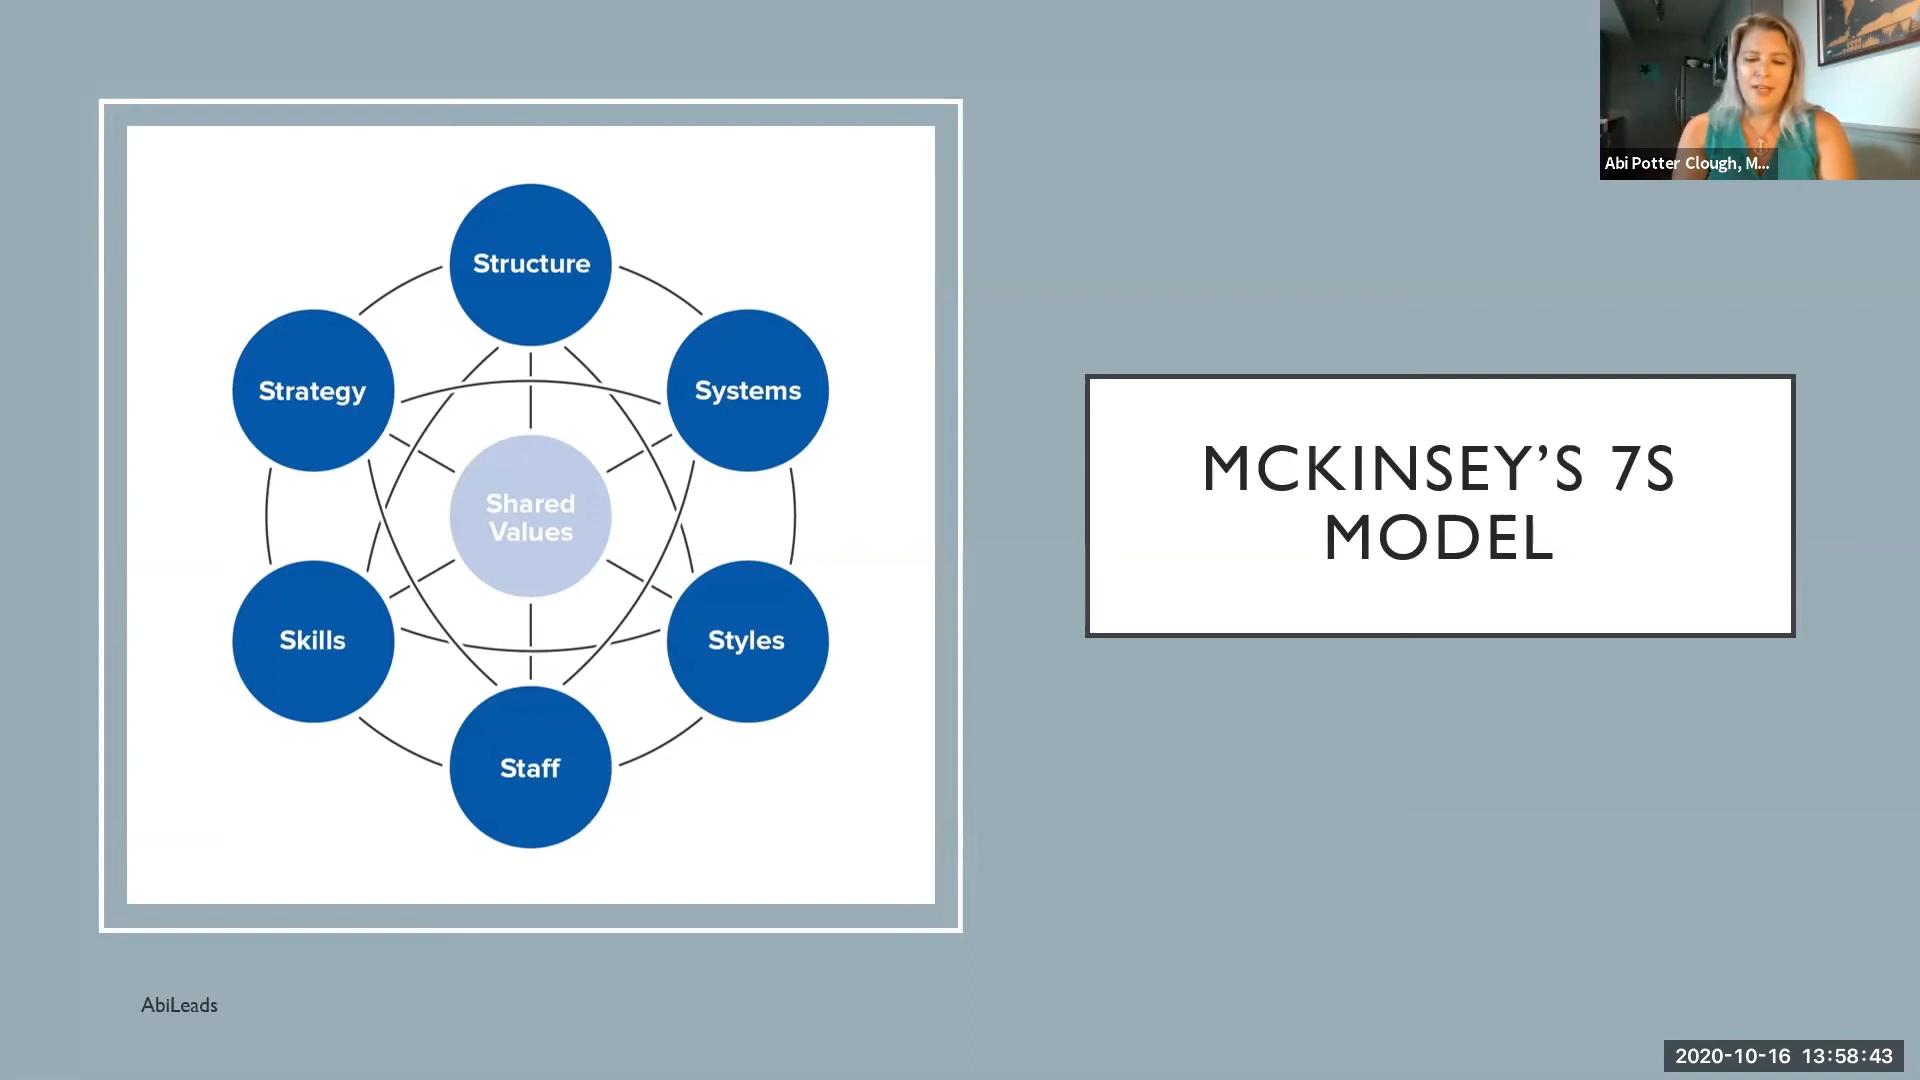 Structure
Strategy
Systems
Shared
Values
Skills
Styles
Staff
MCKINSEY’S 7S
MODEL
Abi Potter Clough, M...
AbiLeads
2020-10-16 13:58:43